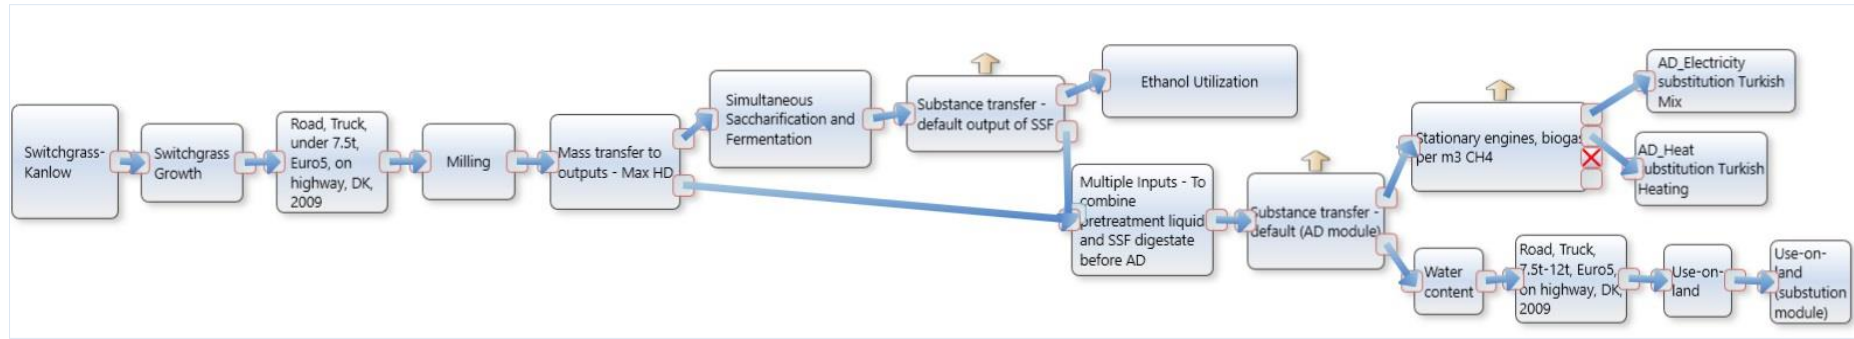 Switchgrass-
Kanlow
Switchgrass
Growth
Road, Truck,
under 7.5t,
Euro5, on
highway, DK,
2009
Milling
Mass transfer to
outputs - Max HD
Simultaneous
Saccharification and
Fermentation
Substance transfer -
default output of SSF
Ethanol Utilization
Multiple Inputs - To
combine
pretreatment liquid
and SSF digestate
before AD
Substance transfer -
default (AD module)
Stationary engines, biogas
per m3 CH4
AD_Electricity
substitution Turkish
Mix
AD_Heat
substitution Turkish
Heating
Water
content
Road, Truck,
7.5t-12t, Euro5,
on highway, DK,
2009
Use-on-
land
Use-on-
land
(substution
module)